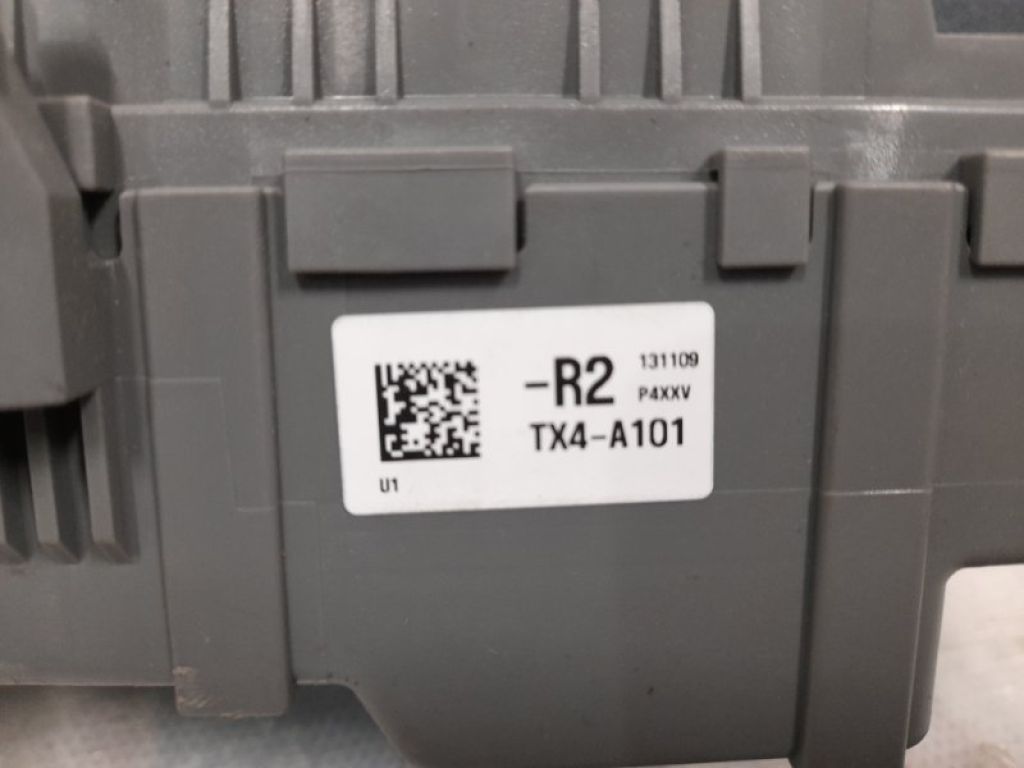 -R2 131109
P4XXV
TX4-A101
U1